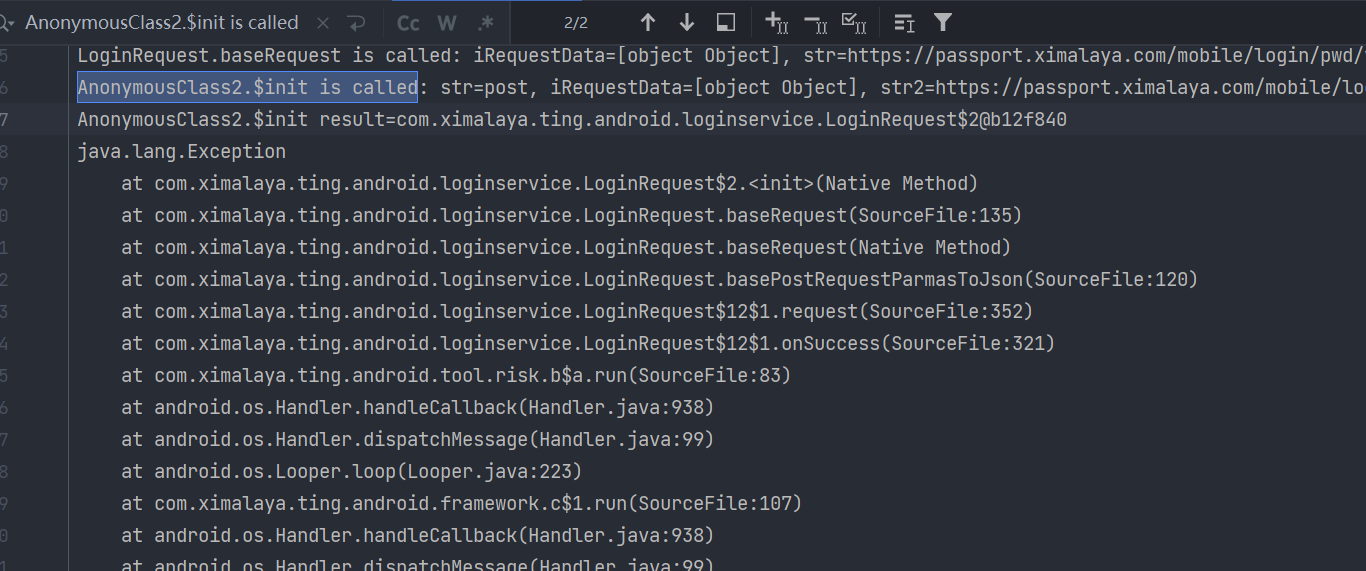 AnonymousClass2.$init is called × Cc W .* 2/2
5 LoginRequest.baseRequest is called: iRequestData=[object Object], str=https://passport.ximalaya.com/mobile/login/pwd/
6 AnonymousClass2.$init is called: str=post, iRequestData=[object Object], str2=https://passport.ximalaya.com/mobile/lo
7 AnonymousClass2.$init result=com.ximalaya.ting.android.loginservice.LoginRequest$2@b12f840
8 java.lang.Exception
9 at com.ximalaya.ting.android.loginservice.LoginRequest$2.<init>(Native Method)
0 at com.ximalaya.ting.android.loginservice.LoginRequest.baseRequest(SourceFile:135)
1 at com.ximalaya.ting.android.loginservice.LoginRequest.baseRequest(Native Method)
2 at com.ximalaya.ting.android.loginservice.LoginRequest.basePostRequestParmasToJson(SourceFile:120)
3 at com.ximalaya.ting.android.loginservice.LoginRequest$12$1.request(SourceFile:352)
4 at com.ximalaya.ting.android.loginservice.LoginRequest$12$1.onSuccess(SourceFile:321)
5 at com.ximalaya.ting.android.tool.risk.b$a.run(SourceFile:83)
6 at android.os.Handler.handleCallback(Handler.java:938)
7 at android.os.Handler.dispatchMessage(Handler.java:99)
8 at android.os.Looper.loop(Looper.java:223)
9 at com.ximalaya.ting.android.framework.c$1.run(SourceFile:107)
0 at android.os.Handler.handleCallback(Handler.java:938)
1 at android.os.Handler.dispatchMessage(Handler.java:99)